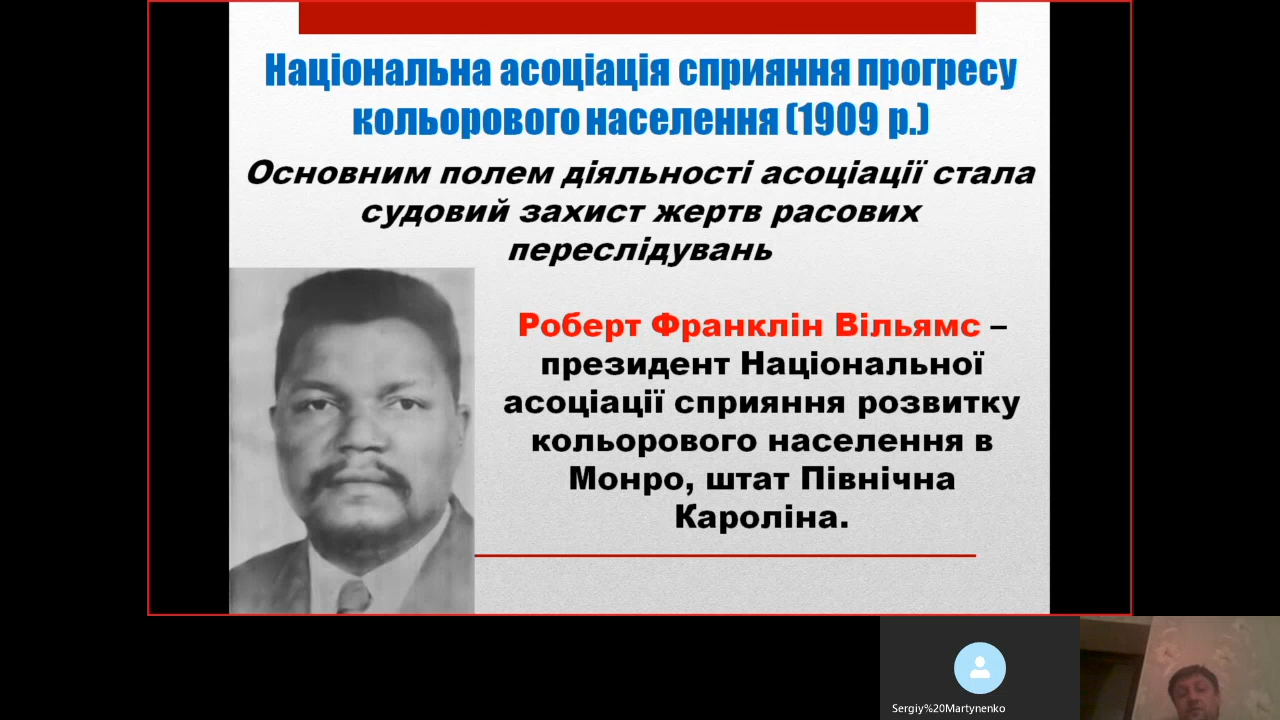 Національна асоціація сприяння прогресу
кольорового населення (1909 р.)
Основним полем діяльності асоціації стала
судовий захист жертв расових
переслідувань
Роберт Франклін Вільямс –
президент Національної
асоціації сприяння розвитку
кольорового населення в
Монро, штат Північна
Кароліна.
Sergiy%20Martynenko